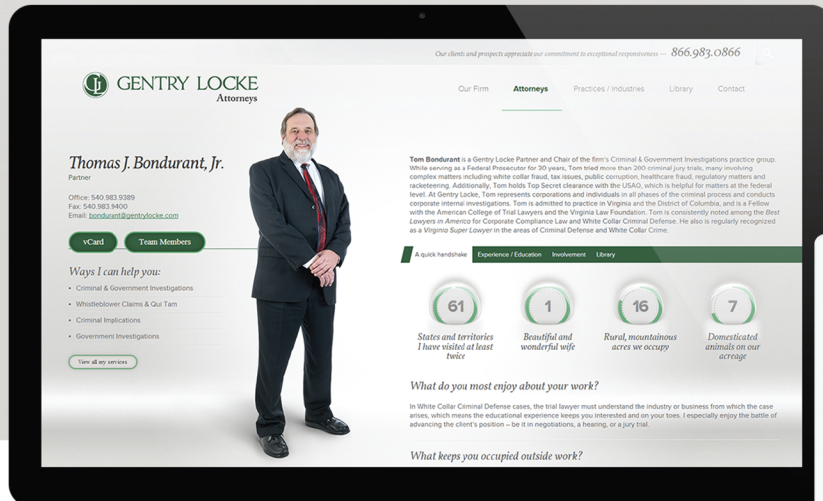 Our clients and prospects appreciate our commitment to exceptional responsiveness — 866.983.0866
GENTRY LOCKE
Attorneys
Our Firm Attorneys Practices / Industries Library Contact
Thomas J. Bondurant, Jr.
Partner
Office: 540.983.9389
Fax: 540.983.9400
Email: bondurant@gentrylocke.com
vCard Team Members
Ways I can help you:
• Criminal & Government Investigations
• Whistleblower Claims & Qui Tam
• Criminal Implications
• Government Investigations
View all my services
Tom Bondurant is a Gentry Locke Partner and Chair of the firm's Criminal & Government Investigations practice group.
While serving as a Federal Prosecutor for 30 years, Tom tried more than 200 criminal jury trials, many involving
complex matters including white collar fraud, tax issues, public corruption, healthcare fraud, regulatory matters and
racketeering. Additionally, Tom holds Top Secret clearance with the USAO, which is helpful for matters at the federal
level. At Gentry Locke, Tom represents corporations and individuals in all phases of the criminal process and conducts
corporate internal investigations. Tom is admitted to practice in Virginia and the District of Columbia, and is a Fellow
with the American College of Trial Lawyers and the Virginia Law Foundation. Tom is consistently noted among the Best
Lawyers in America for Corporate Compliance Law and White Collar Criminal Defense. He also is regularly recognized
as a Virginia Super Lawyer in the areas of Criminal Defense and White Collar Crime.
A quick handshake Experience / Education Involvement Library
61
States and territories
I have visited at least
twice
1
Beautiful and
wonderful wife
16
Rural, mountainous
acres we occupy
7
Domesticated
animals on our
acreage
What do you most enjoy about your work?
In White Collar Criminal Defense cases, the trial lawyer must understand the industry or business from which the case
arises, which means the educational experience keeps you interested and on your toes. I especially enjoy the battle of
advancing the client's position – be it in negotiations, a hearing, or a jury trial.
What keeps you occupied outside work?